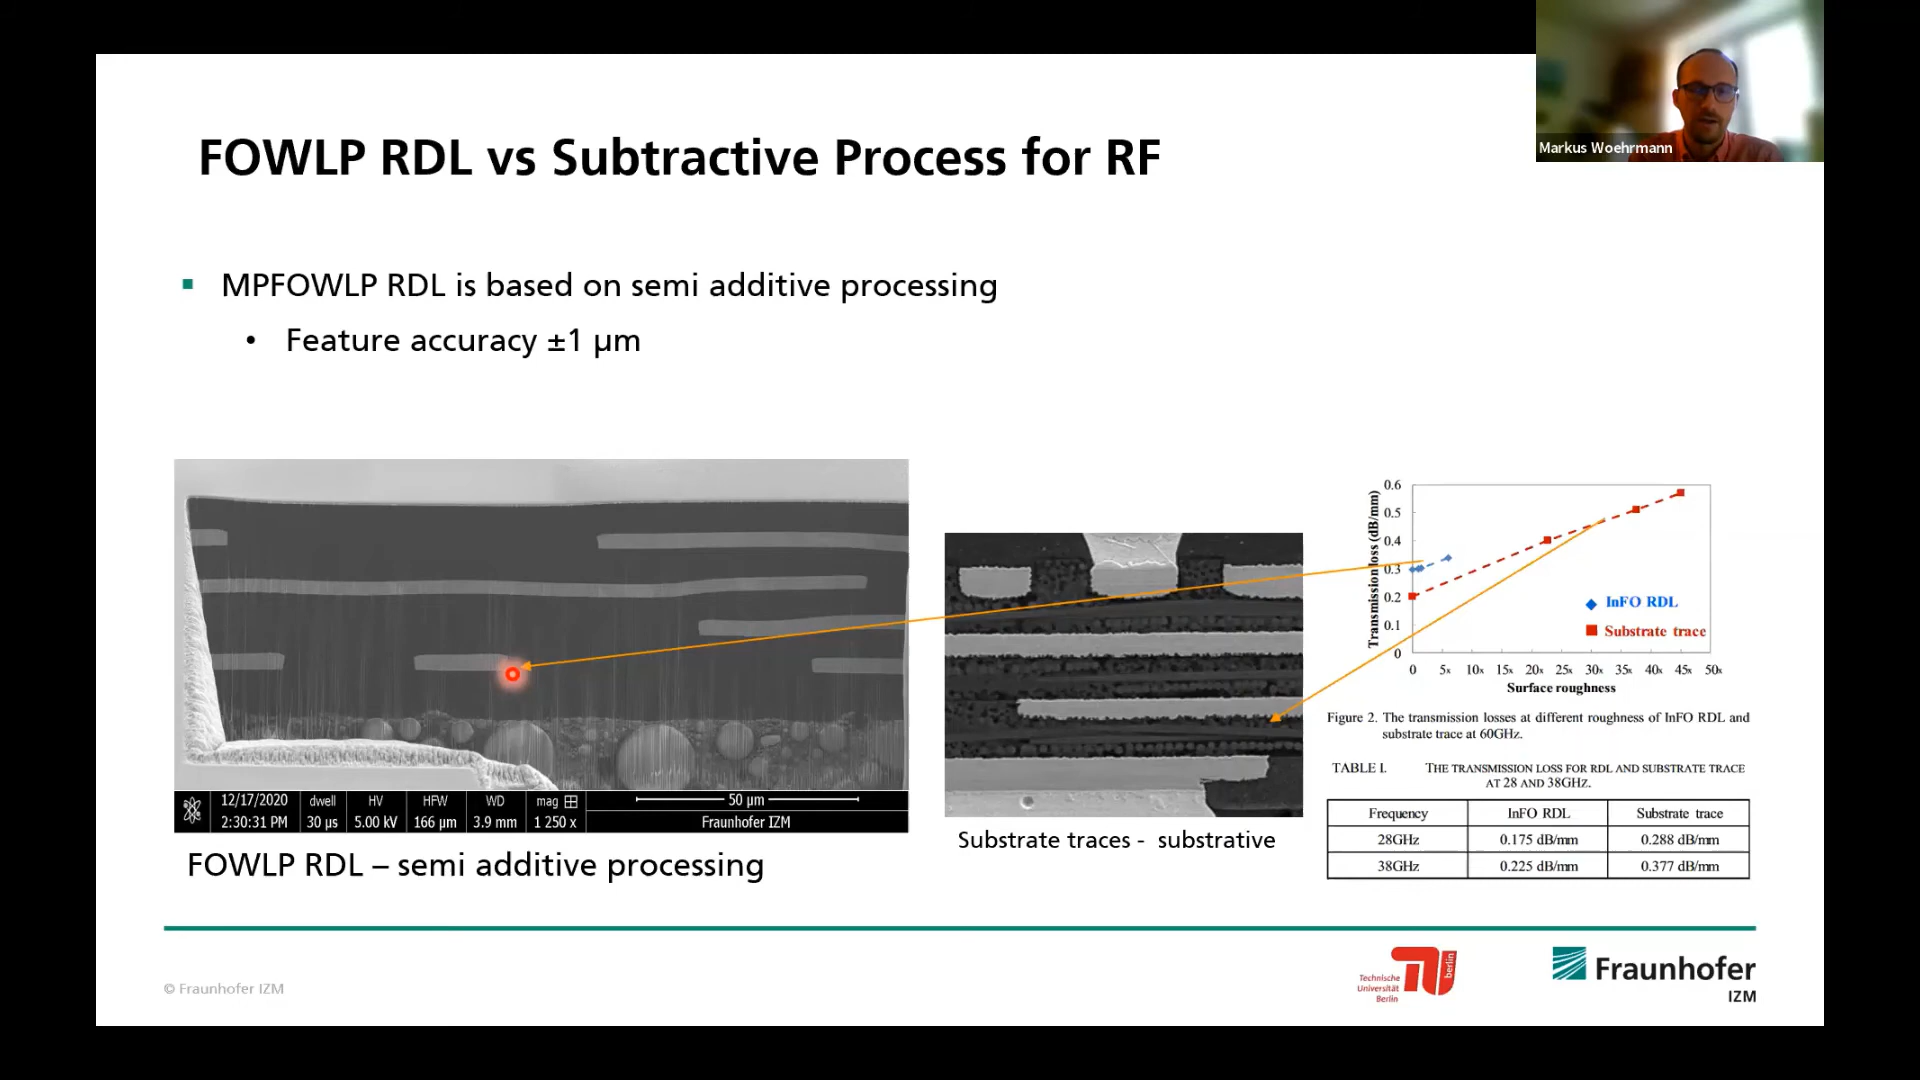 Markus Woehrmann
FOWLP RDL vs Subtractive Process for RF
MPFOWLP RDL is based on semi additive processing
• Feature accuracy ±1 µm
12/17/2020 dwell HV HFW WD mag 50 µm
2:30:31 PM 30 µs 5.00 kV 166 µm 3.9 mm 1 250 x Fraunhofer IZM
FOWLP RDL – semi additive processing
Substrate traces - substrative
Transmission loss (dB/mm)
0.6
0.5
0.4
0.3
0.2
0.1
0
InFO RDL
Substrate trace
0 5x 10x 15x 20x 25x 30x 35x 40x 45x 50x
Surface roughness
Figure 2. The transmission losses at different roughness of InFO RDL and
substrate trace at 60GHz.
TABLE I. THE TRANSMISSION LOSS FOR RDL AND SUBSTRATE TRACE
AT 28 AND 38GHZ.
Frequency InFO RDL Substrate trace
28GHz 0.175 dB/mm 0.288 dB/mm
38GHz 0.225 dB/mm 0.377 dB/mm
© Fraunhofer IZM
Technische
Universität
Berlin
berlin
Fraunhofer
IZM